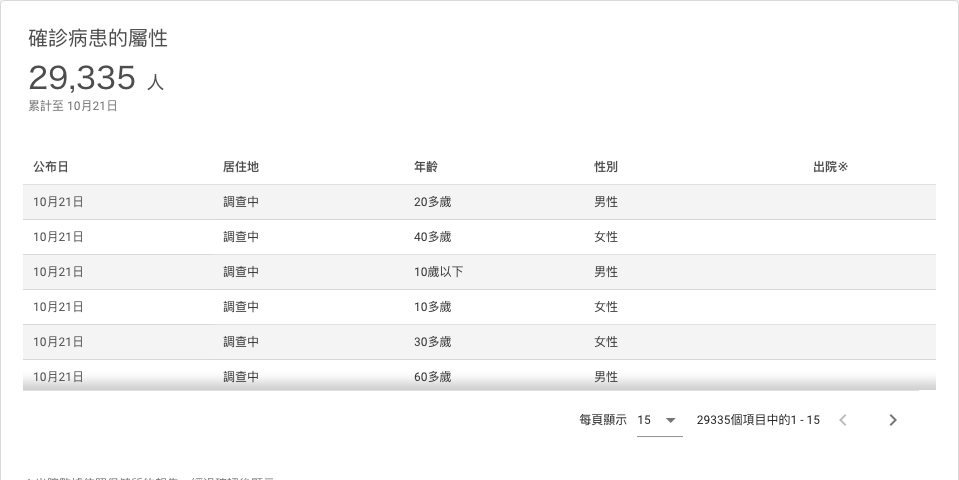 確診病患的屬性
29,335 人
累計至 10月21日
公布日 居住地 年齡 性別 出院※
10月21日 調查中 20多歲 男性
10月21日 調查中 40多歲 女性
10月21日 調查中 10歲以下 男性
10月21日 調查中 10多歲 女性
10月21日 調查中 30多歲 女性
10月21日 調查中 60多歲 男性
每頁顯示 15 29335個項目中的1 - 15